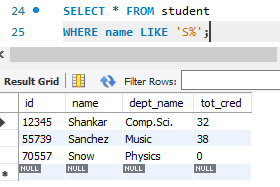 24 SELECT * FROM student
25 WHERE name LIKE 'S%';
Result Grid Filter Rows:
id name dept_name tot_cred
12345 Shankar Comp.Sci. 32
55739 Sanchez Music 38
70557 Snow Physics 0
NULL NULL NULL NULL